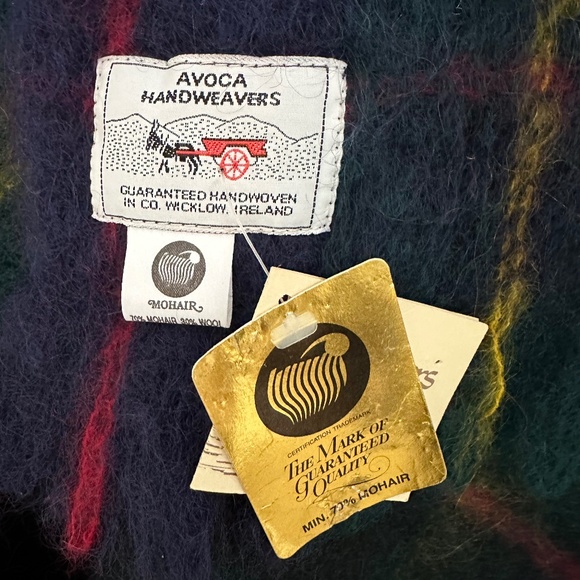 AVOCA
HANDWEAVERS
GUARANTEED HANDWOVEN
IN CO. WICKLOW, IRELAND
MOHAIR
70% MOHAIR 30% WOOL
CERTIFICATION TRADEMARK
THE MARK OF
GUARANTEED
QUALITY
MIN. 70% MOHAIR